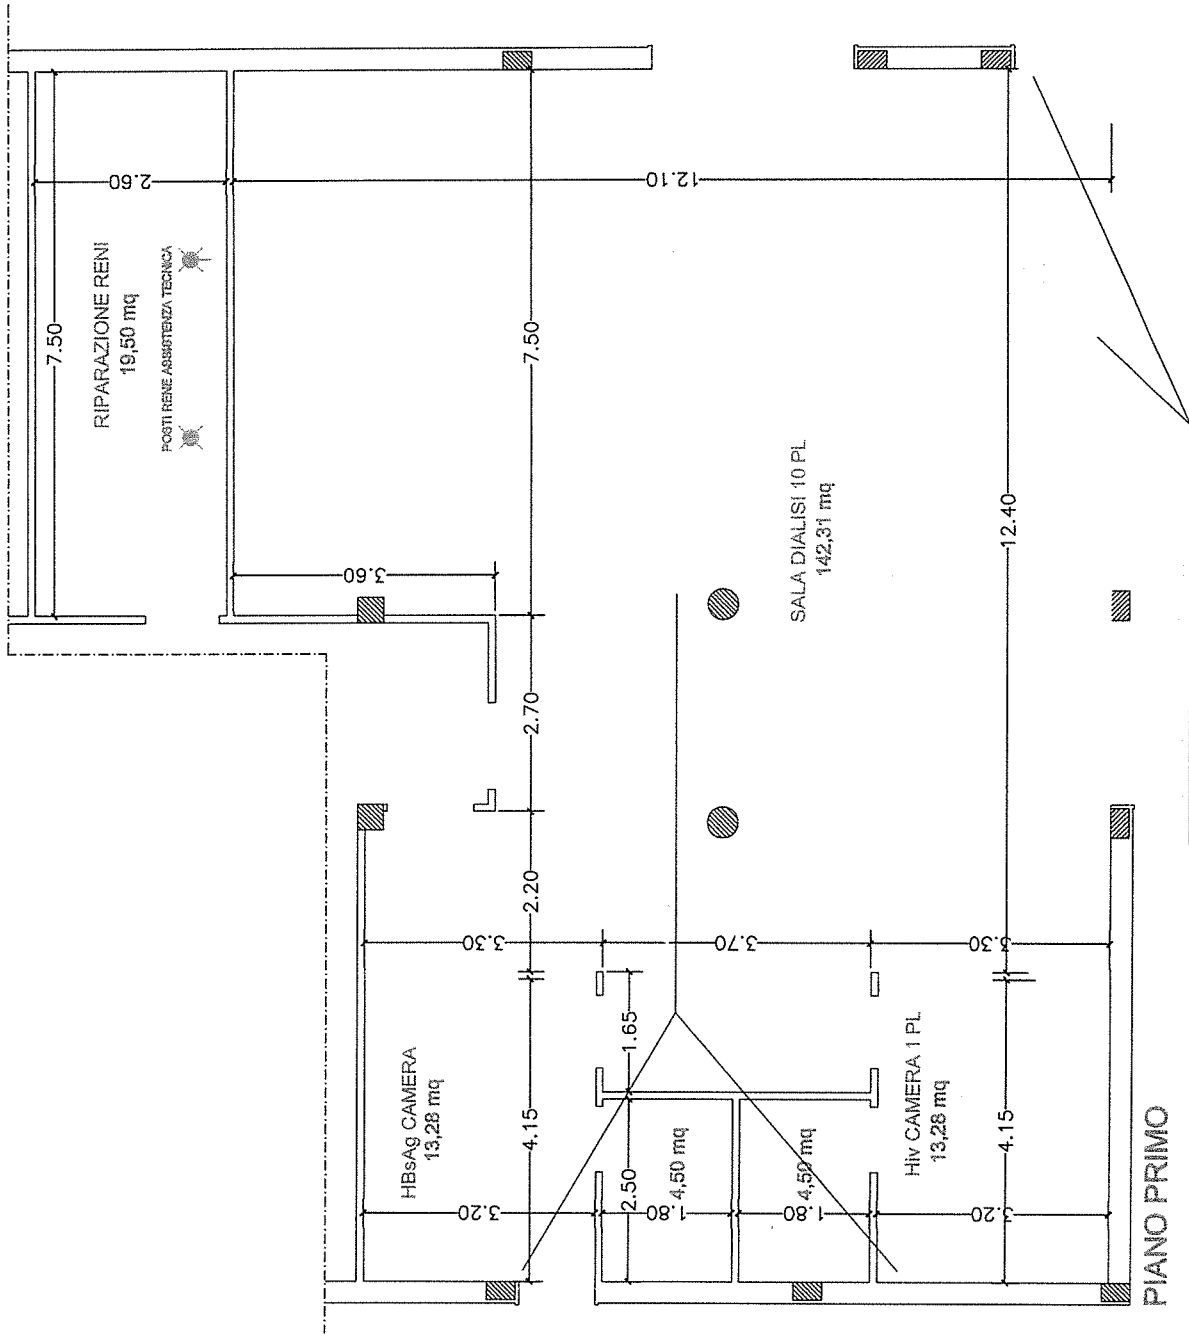 RIPARAZIONE RENI
19,50 mq
POSTI RENE ASSISTENZA TECNICA
7.50
2.60
12.10
7.50
3.60
SALA DIALISI 10 PL
142,31 mq
12.40
2.70
2.20
3.30
3.70
3.30
HBsAg CAMERA
13,28 mq
4.15
3.20
1.65
2.50
1.80
4,50 mq
1.80
4,50 mq
Hiv CAMERA 1 PL
13,28 mq
4.15
3.20
PIANO PRIMO